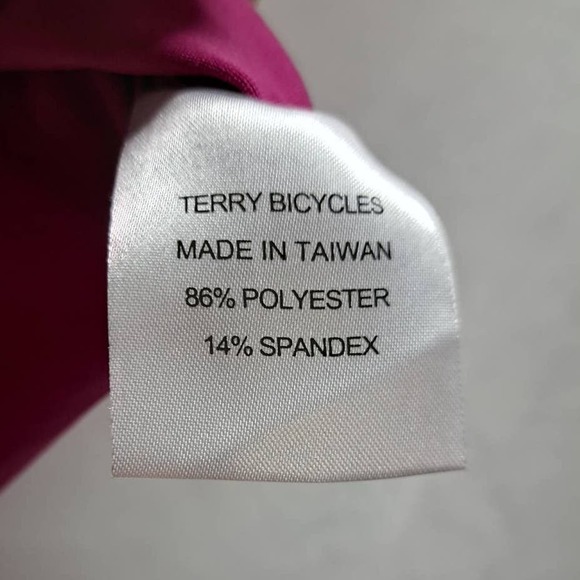 TERRY BICYCLES
MADE IN TAIWAN
86% POLYESTER
14% SPANDEX